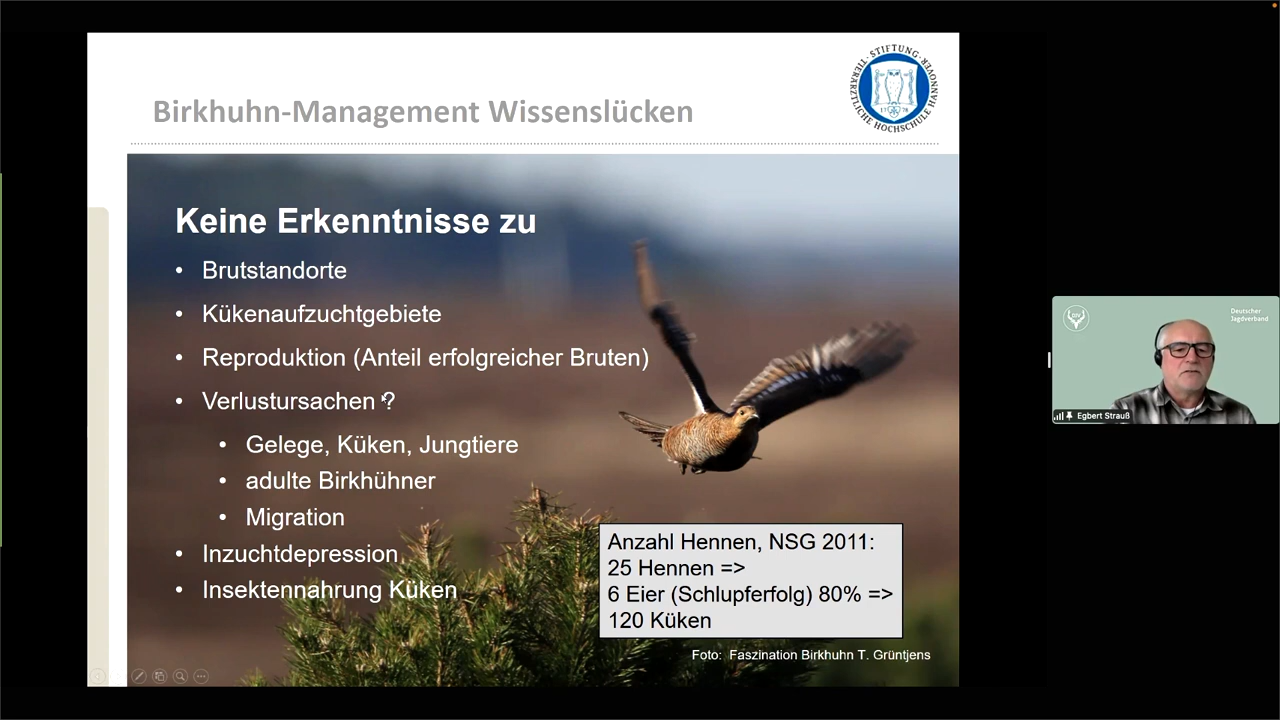 STIFTUNG · TIERÄRZTLICHE HOCHSCHULE HANNOVER ·
1778
Birkhuhn-Management Wissenslücken
Keine Erkenntnisse zu
• Brutstandorte
• Kükenaufzuchtgebiete
• Reproduktion (Anteil erfolgreicher Bruten)
• Verlustursachen ?
• Gelege, Küken, Jungtiere
• adulte Birkhühner
• Migration
• Inzuchtdepression
• Insektennahrung Küken
Anzahl Hennen, NSG 2011:
25 Hennen =>
6 Eier (Schlupferfolg) 80% =>
120 Küken
Foto: Faszination Birkhuhn T. Grüntjens
DJV
Deutscher
Jagdverband
Egbert Strauß